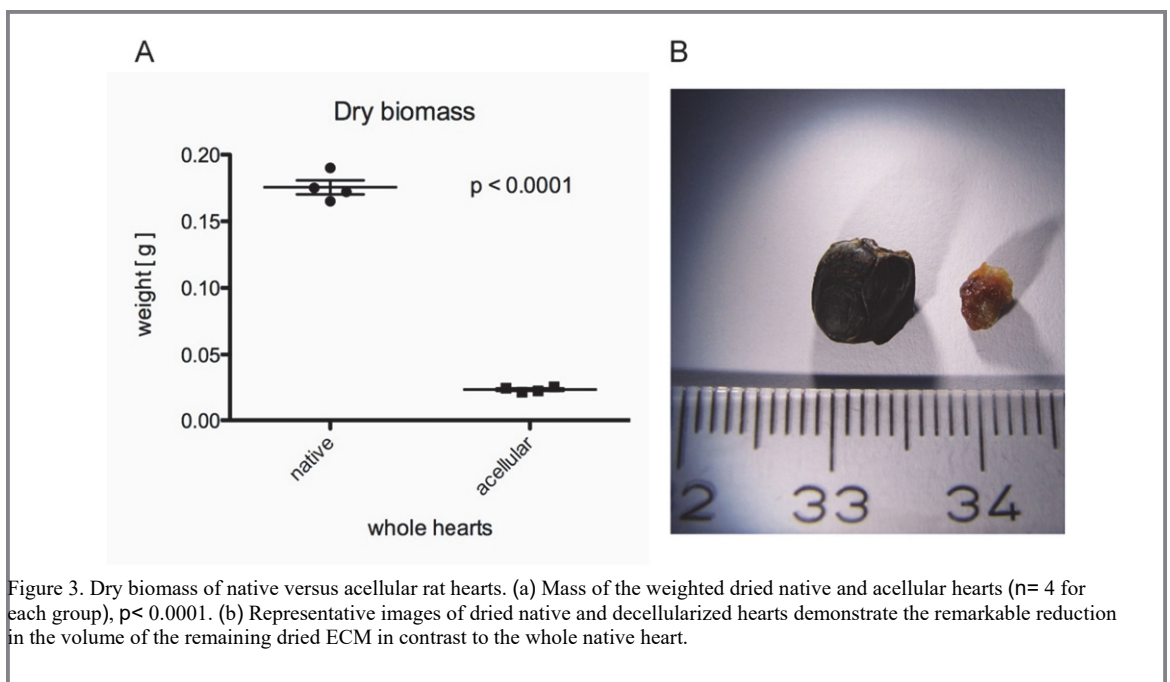 A
B
Dry biomass
0.20
p < 0.0001
0.15
0.10
0.05
0.00
weight [ g ]
native
acellular
whole hearts
2
33
34
Figure 3. Dry biomass of native versus acellular rat hearts. (a) Mass of the weighted dried native and acellular hearts (n= 4 for
each group), p< 0.0001. (b) Representative images of dried native and decellularized hearts demonstrate the remarkable reduction
in the volume of the remaining dried ECM in contrast to the whole native heart.